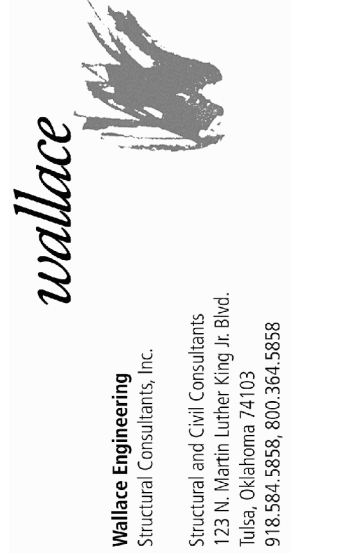 wallace
Wallace Engineering
Structural Consultants, Inc.
Structural and Civil Consultants
123 N. Martin Luther King Jr. Blvd.
Tulsa, Oklahoma 74103
918.584.5858, 800.364.5858